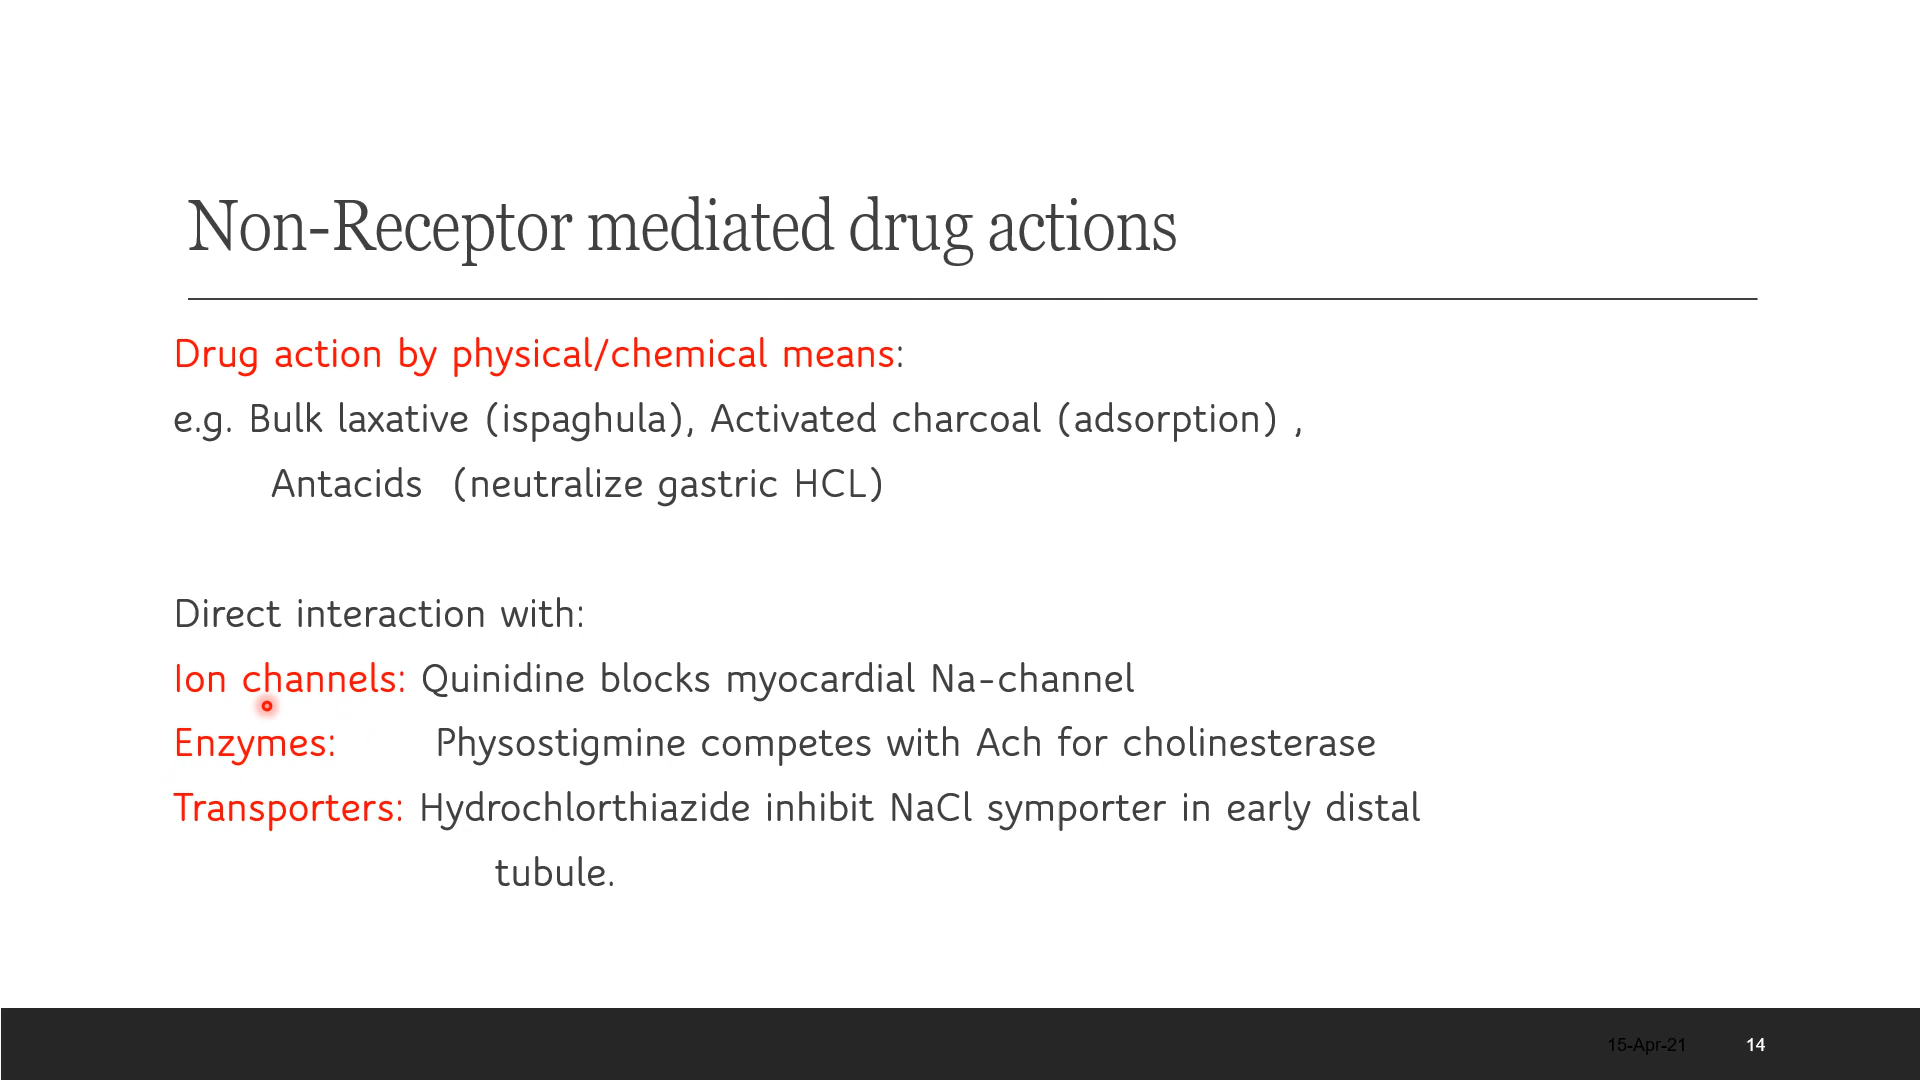 Non-Receptor mediated drug actions
Drug action by physical/chemical means:
e.g. Bulk laxative (ispaghula), Activated charcoal (adsorption) ,
Antacids (neutralize gastric HCL)
Direct interaction with:
Ion channels: Quinidine blocks myocardial Na-channel
Enzymes: Physostigmine competes with Ach for cholinesterase
Transporters: Hydrochlorthiazide inhibit NaCl symporter in early distal
tubule.
15-Apr-21 14